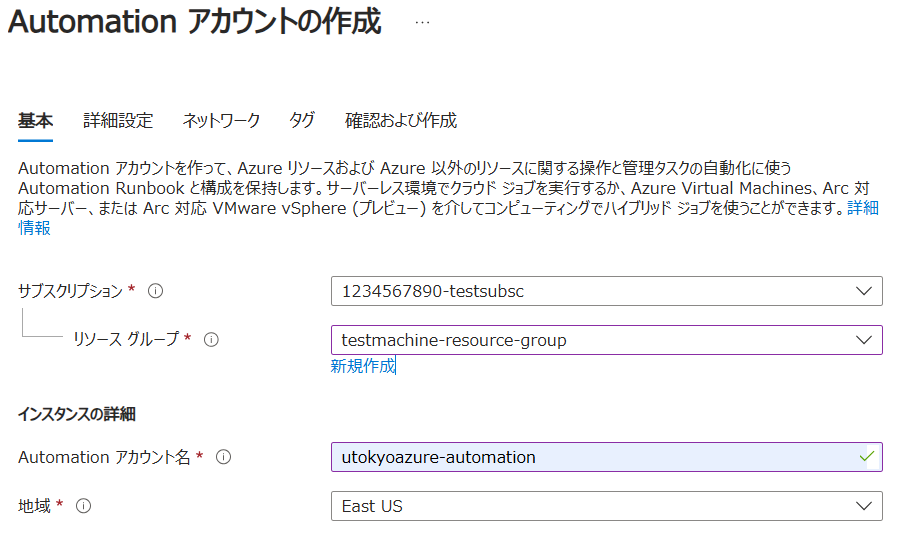 Automation アカウントの作成 …
基本 詳細設定 ネットワーク タグ 確認および作成
Automation アカウントを作って、Azure リソースおよび Azure 以外のリソースに関する操作と管理タスクの自動化に使う
Automation Runbook と構成を保持します。サーバーレス環境でクラウド ジョブを実行するか、Azure Virtual Machines、Arc 対
応サーバー、または Arc 対応 VMware vSphere (プレビュー) を介してコンピューティングでハイブリッド ジョブを使うことができます。詳細
情報
サブスクリプション * 1234567890-testsubsc
リソース グループ * testmachine-resource-group
新規作成
インスタンスの詳細
Automation アカウント名 * utokyoazure-automation
地域 * East US